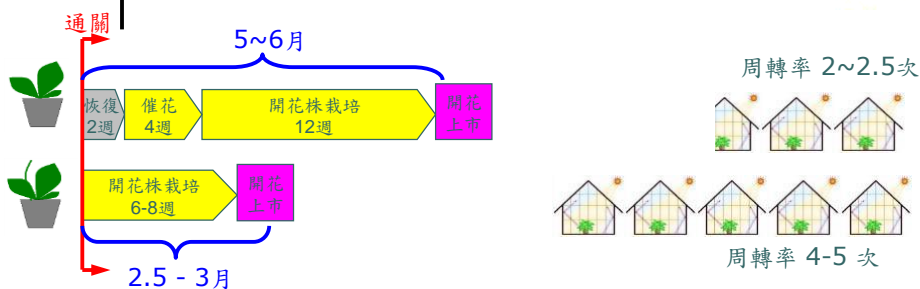 通關
5~6月
恢復
2週
催花
4週
開花株栽培
12週
開花
上市
開花株栽培
6-8週
開花
上市
2.5 - 3月
周轉率 2~2.5次
周轉率 4-5 次